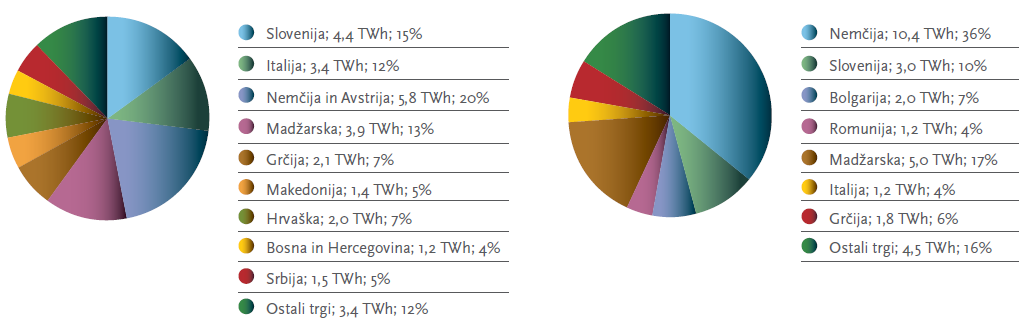 Slovenija; 4,4 TWh; 15%
Italija; 3,4 TWh; 12%
Nemčija in Avstrija; 5,8 TWh; 20%
Madžarska; 3,9 TWh; 13%
Grčija; 2,1 TWh; 7%
Makedonija; 1,4 TWh; 5%
Hrvaška; 2,0 TWh; 7%
Bosna in Hercegovina; 1,2 TWh; 4%
Srbija; 1,5 TWh; 5%
Ostali trgi; 3,4 TWh; 12%
Nemčija; 10,4 TWh; 36%
Slovenija; 3,0 TWh; 10%
Bolgarija; 2,0 TWh; 7%
Romunija; 1,2 TWh; 4%
Madžarska; 5,0 TWh; 17%
Italija; 1,2 TWh; 4%
Grčija; 1,8 TWh; 6%
Ostali trgi; 4,5 TWh; 16%